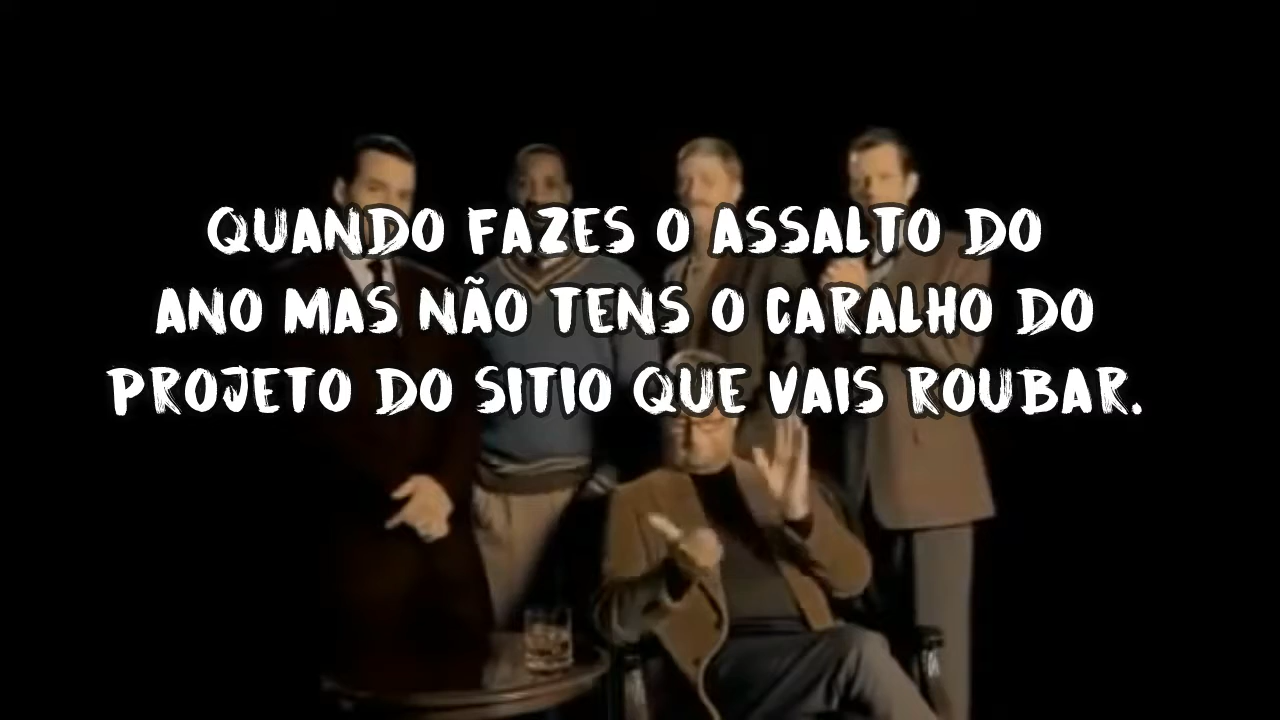 QUANDO FAZES O ASSALTO DO
ANO MAS NÃO TENS O CARALHO DO
PROJETO DO SITIO QUE VAIS ROUBAR.